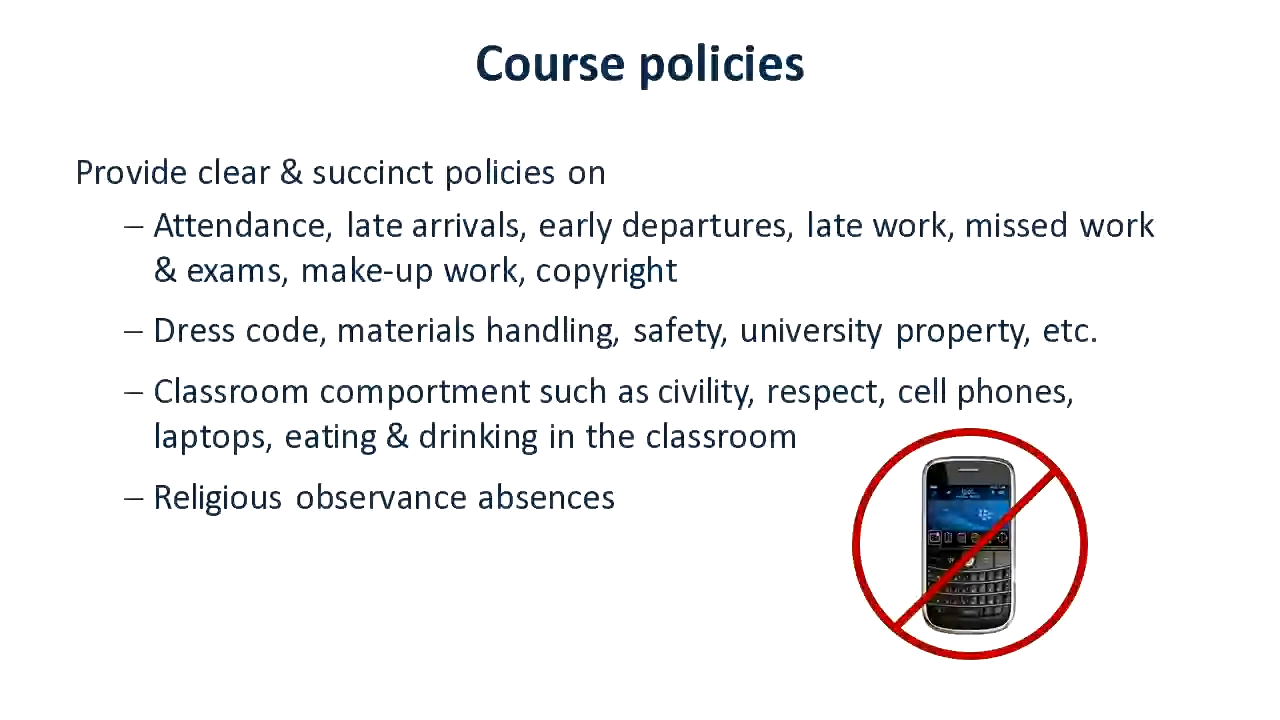 Course policies
Provide clear & succinct policies on
– Attendance, late arrivals, early departures, late work, missed work
& exams, make-up work, copyright
– Dress code, materials handling, safety, university property, etc.
– Classroom comportment such as civility, respect, cell phones,
laptops, eating & drinking in the classroom
– Religious observance absences